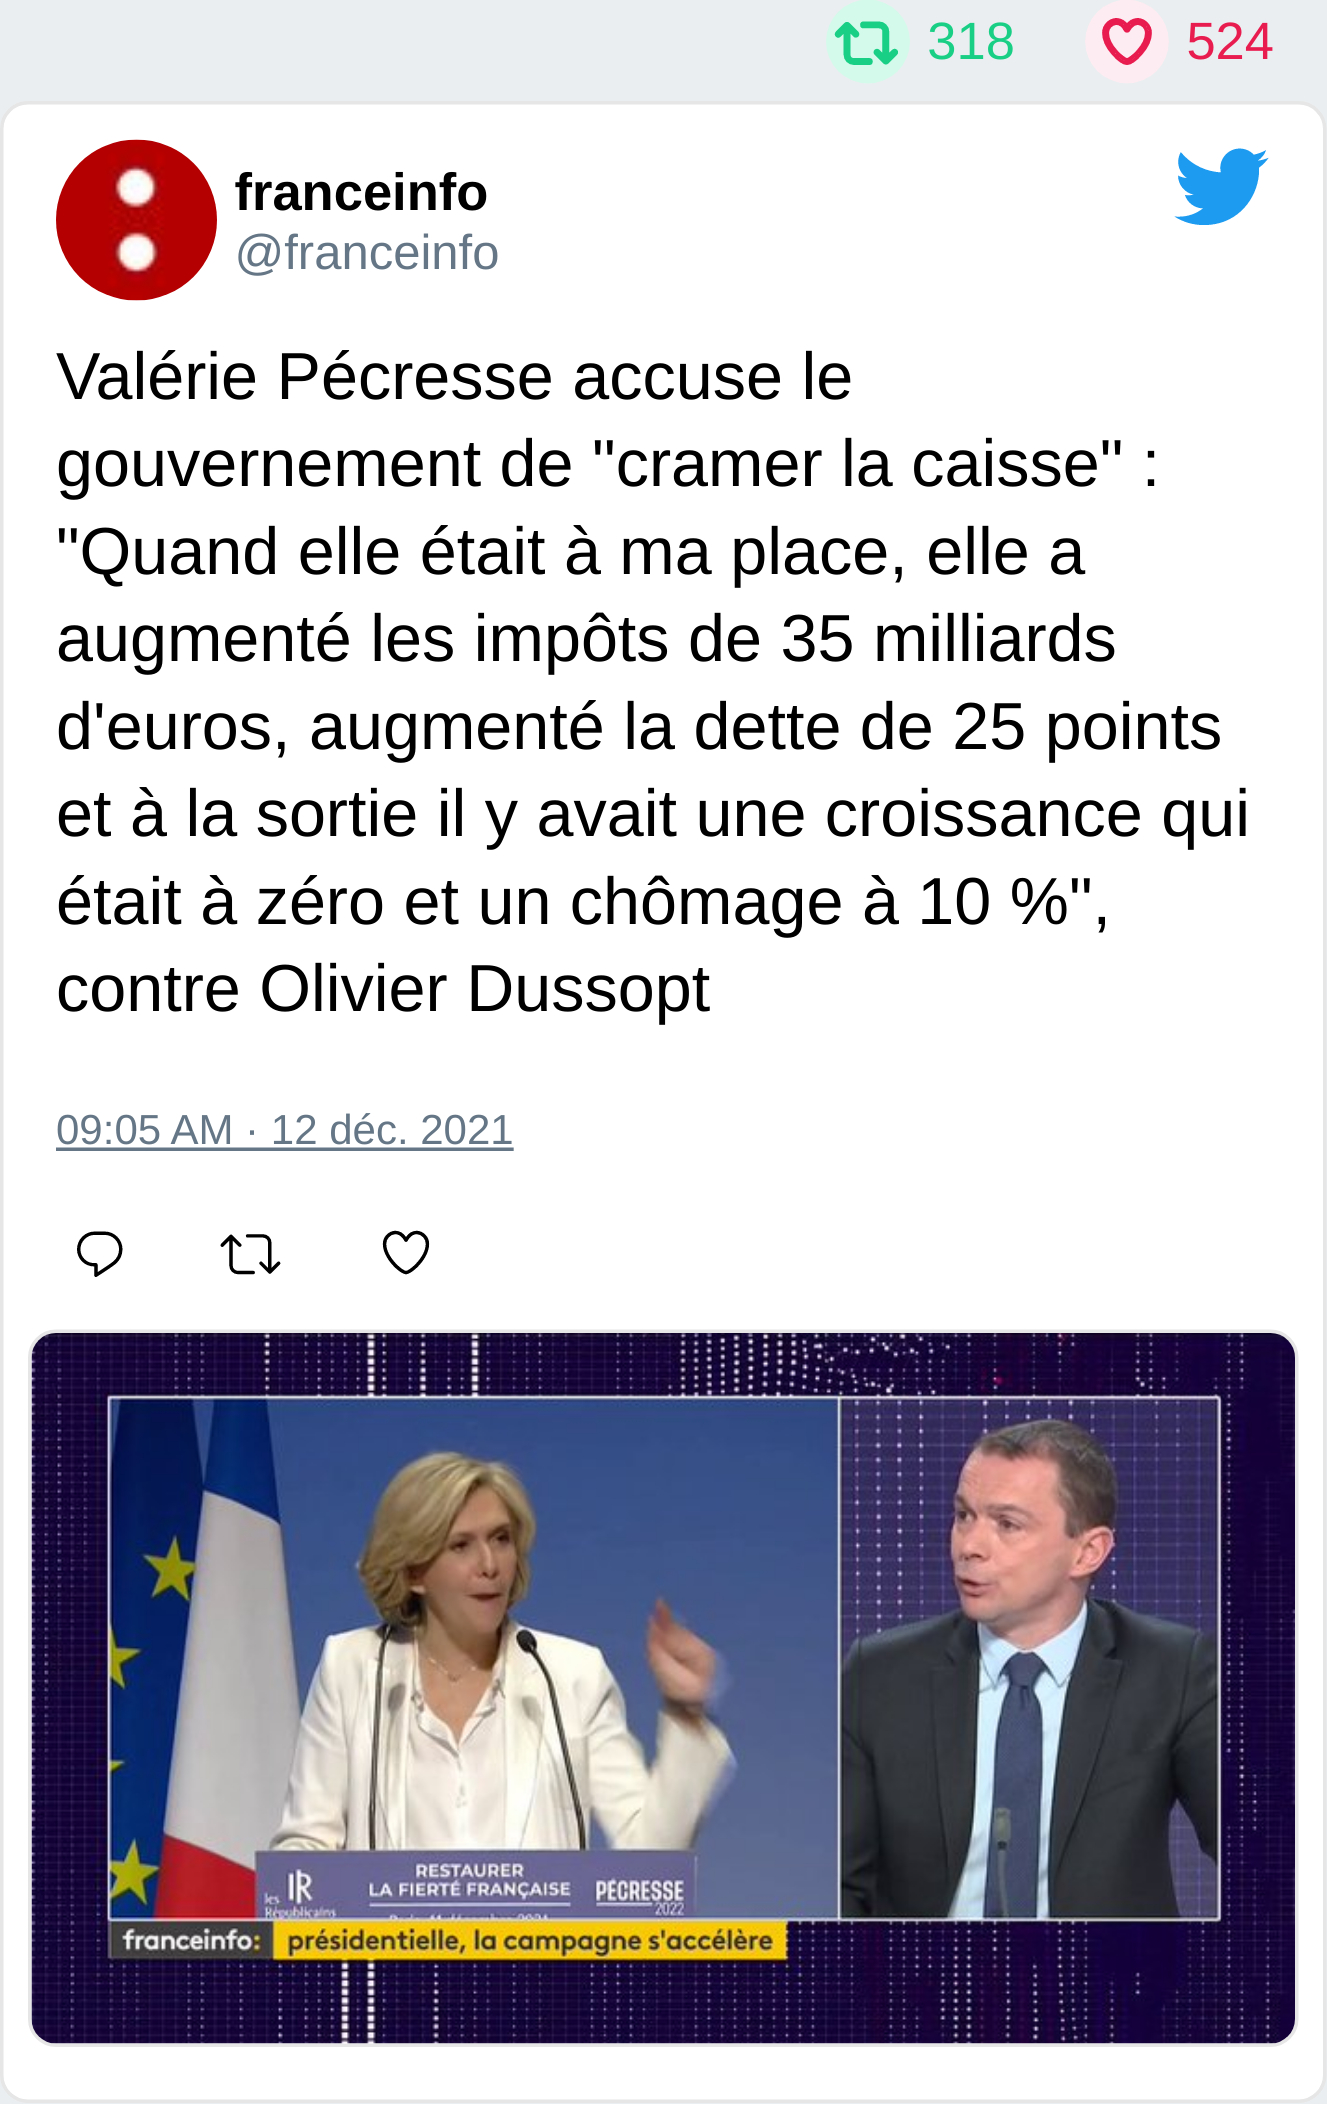 318 524
franceinfo
@franceinfo
Valérie Pécresse accuse le
gouvernement de "cramer la caisse" :
"Quand elle était à ma place, elle a
augmenté les impôts de 35 milliards
d'euros, augmenté la dette de 25 points
et à la sortie il y avait une croissance qui
était à zéro et un chômage à 10 %",
contre Olivier Dussopt
09:05 AM · 12 déc. 2021
les Républicains
RESTAURER
LA FIERTÉ FRANÇAISE
PÉCRESSE
2022
franceinfo: présidentielle, la campagne s'accélère